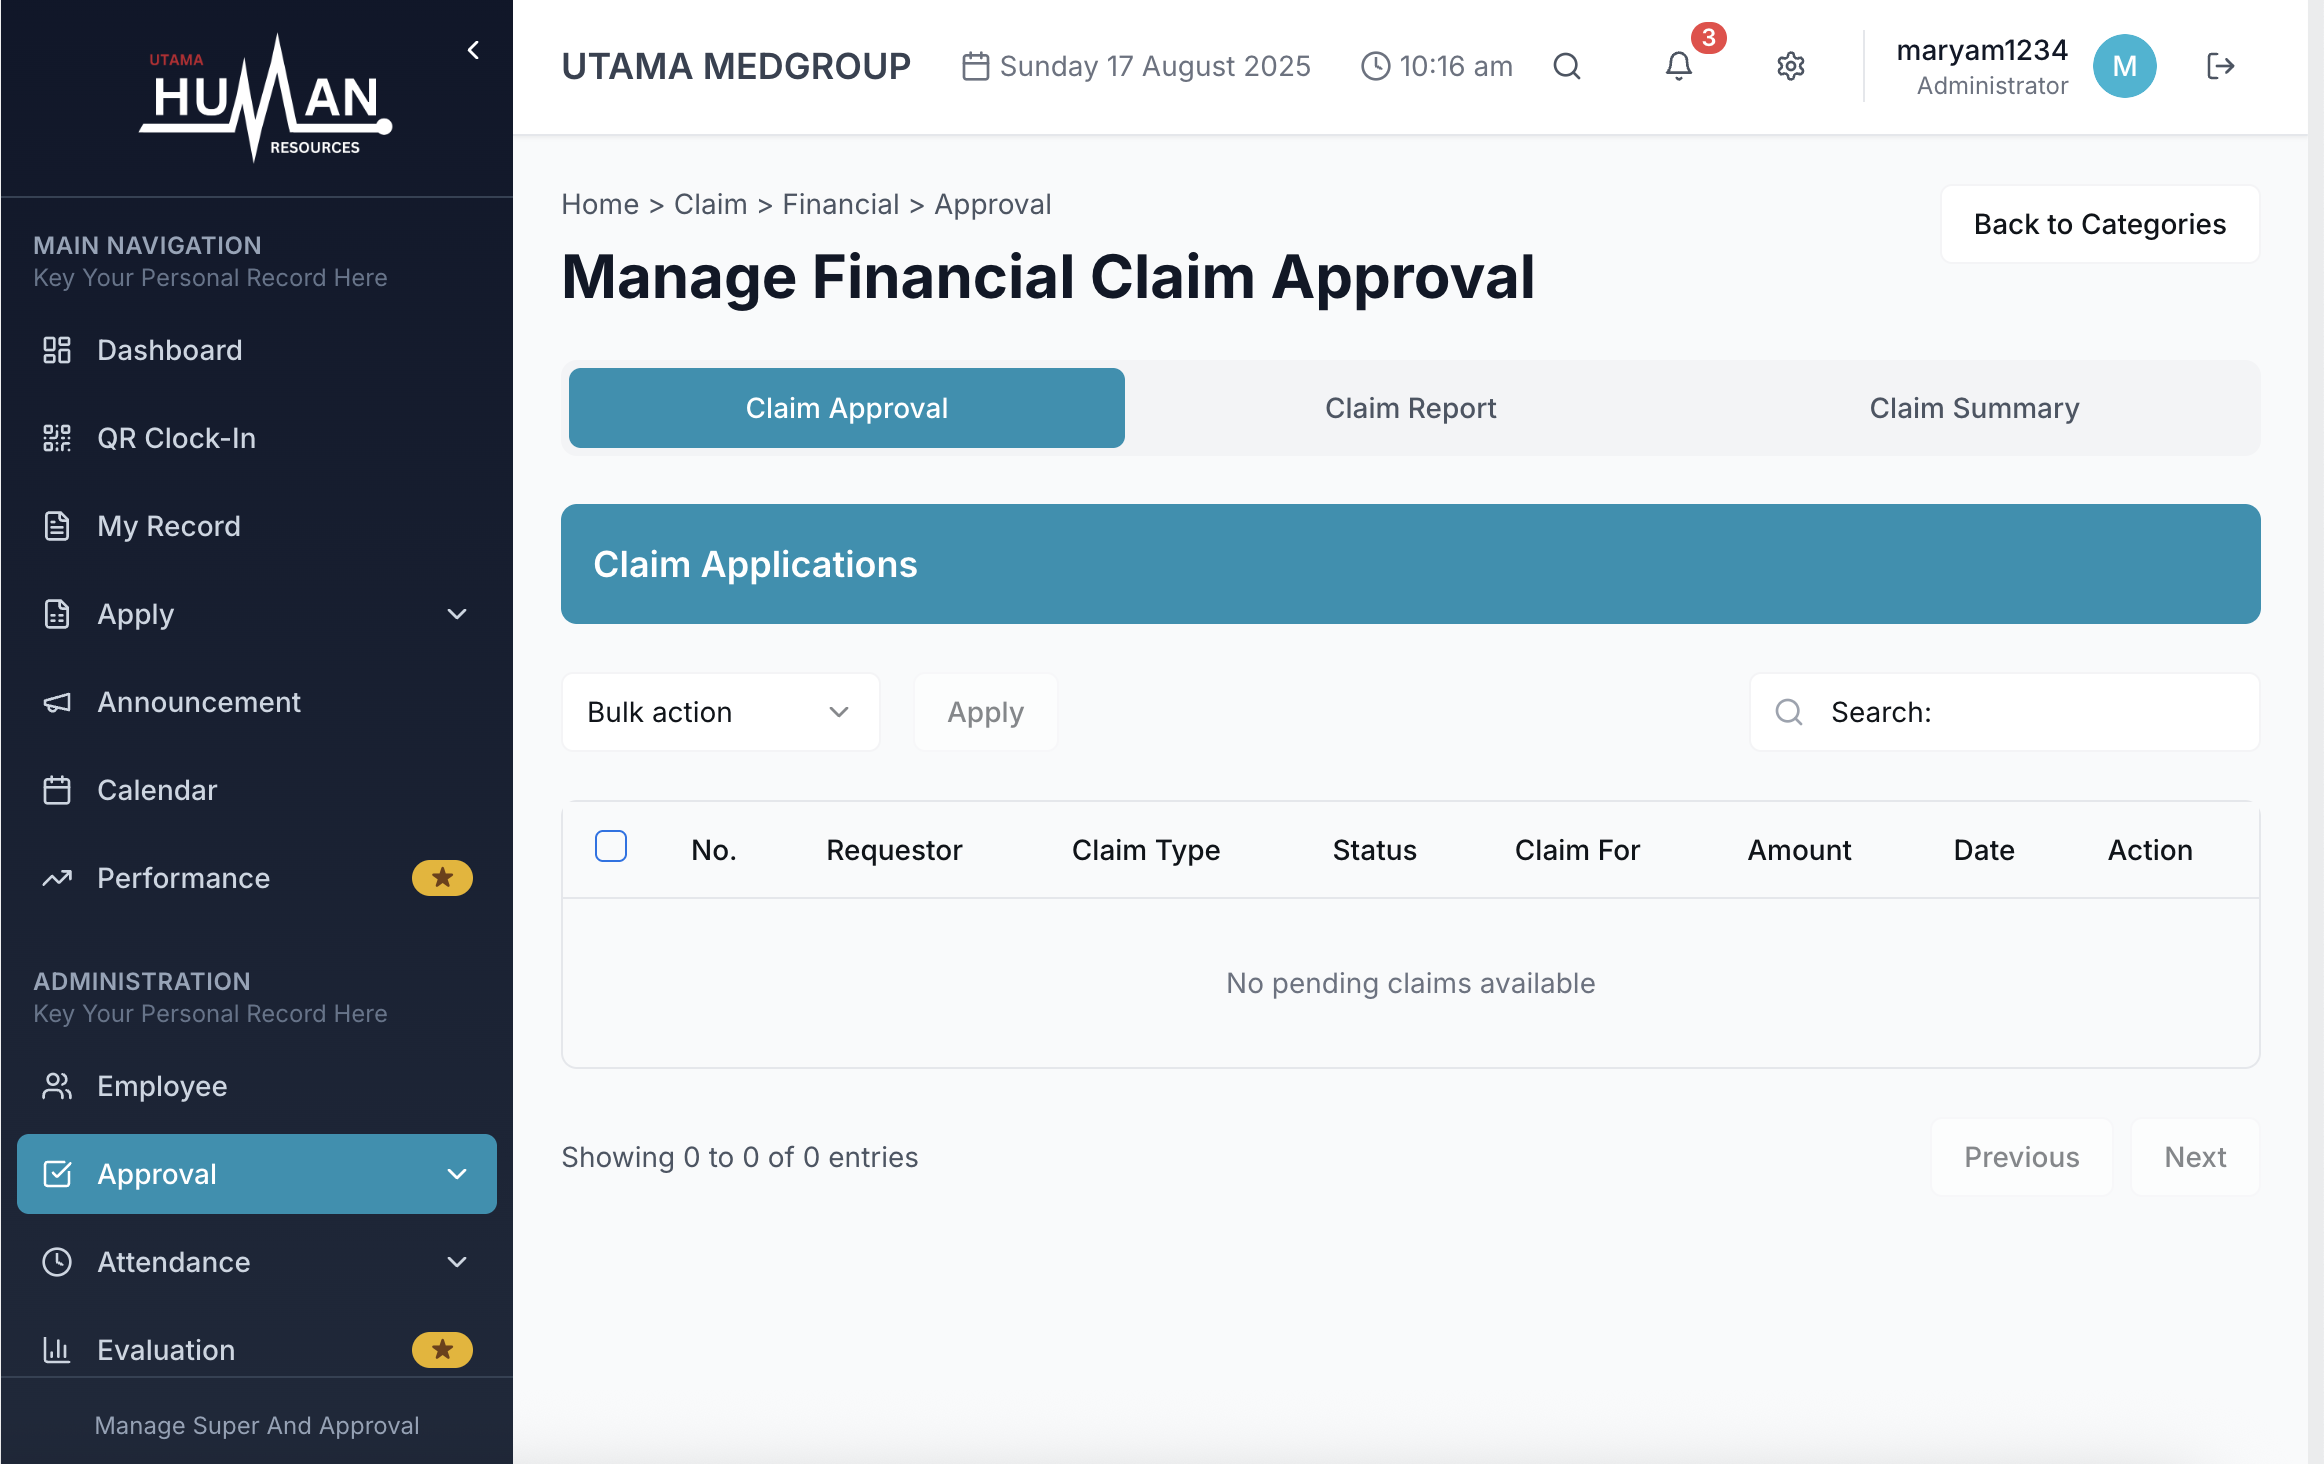 UTAMA
HUMAN
RESOURCES
MAIN NAVIGATION
Key Your Personal Record Here
Dashboard
QR Clock-In
My Record
Apply
Announcement
Calendar
Performance
ADMINISTRATION
Key Your Personal Record Here
Employee
Approval
Attendance
Evaluation
Manage Super And Approval
UTAMA MEDGROUP
Sunday 17 August 2025
10:16 am
3
maryam1234
Administrator
M
Home > Claim > Financial > Approval
Back to Categories
Manage Financial Claim Approval
Claim Approval
Claim Report
Claim Summary
Claim Applications
Bulk action
Apply
Search:
No. Requestor Claim Type Status Claim For Amount Date Action
No pending claims available
Showing 0 to 0 of 0 entries
Previous
Next